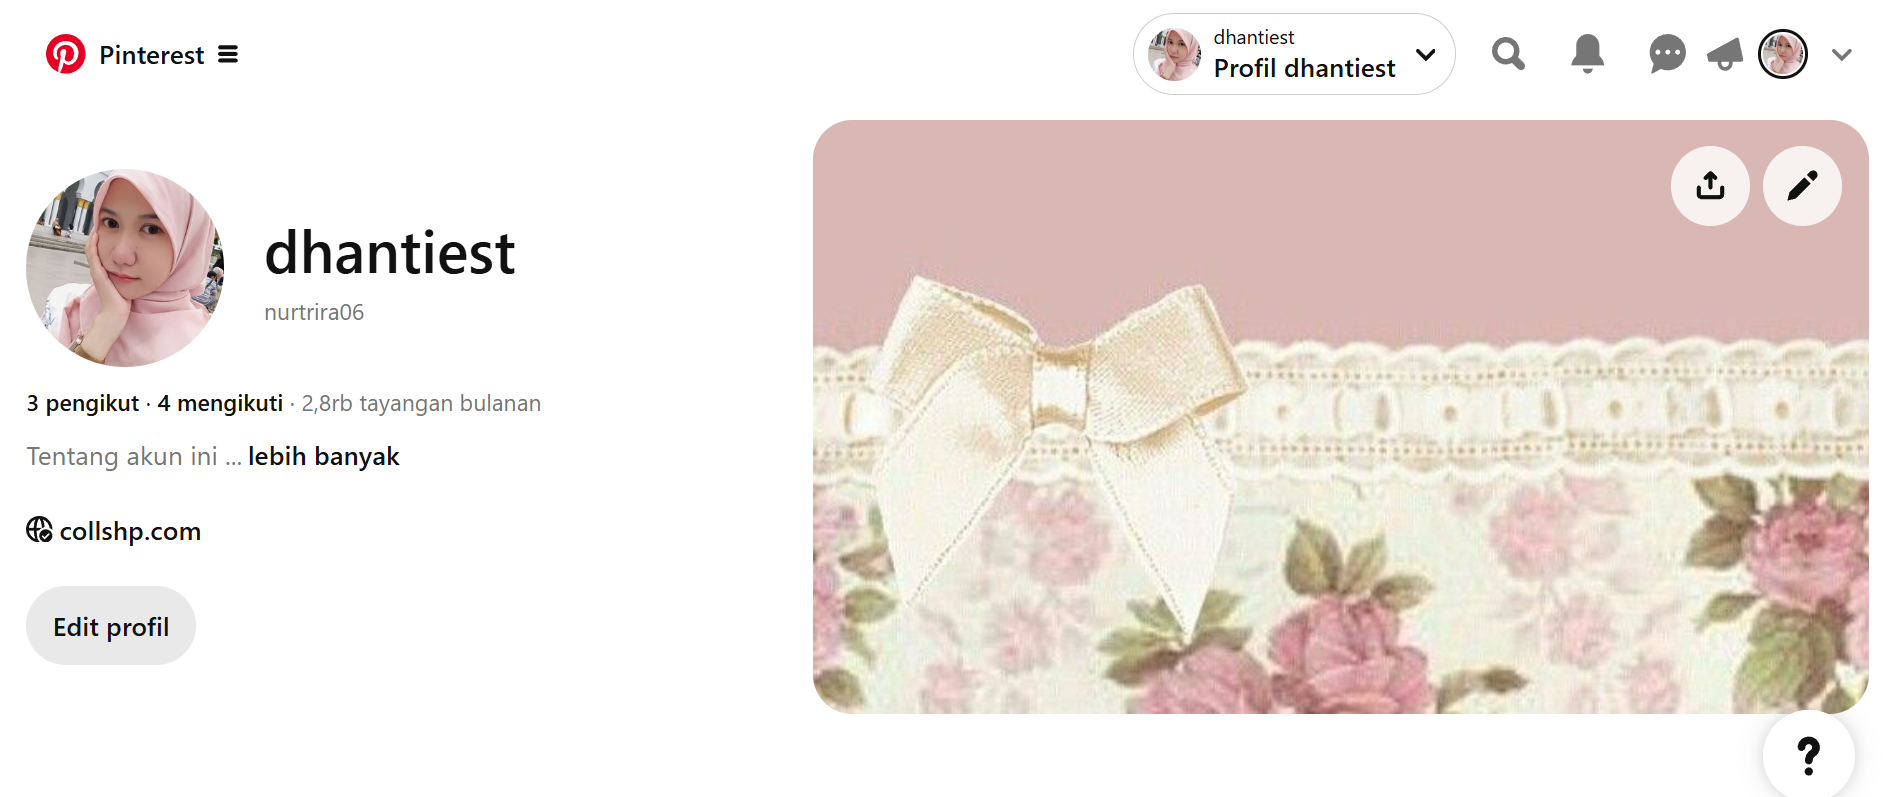 Pinterest
dhantiest
Profil dhantiest
dhantiest
nurtrira06
3 pengikut · 4 mengikuti · 2,8rb tayangan bulanan
Tentang akun ini ... lebih banyak
collshp.com
Edit profil
?